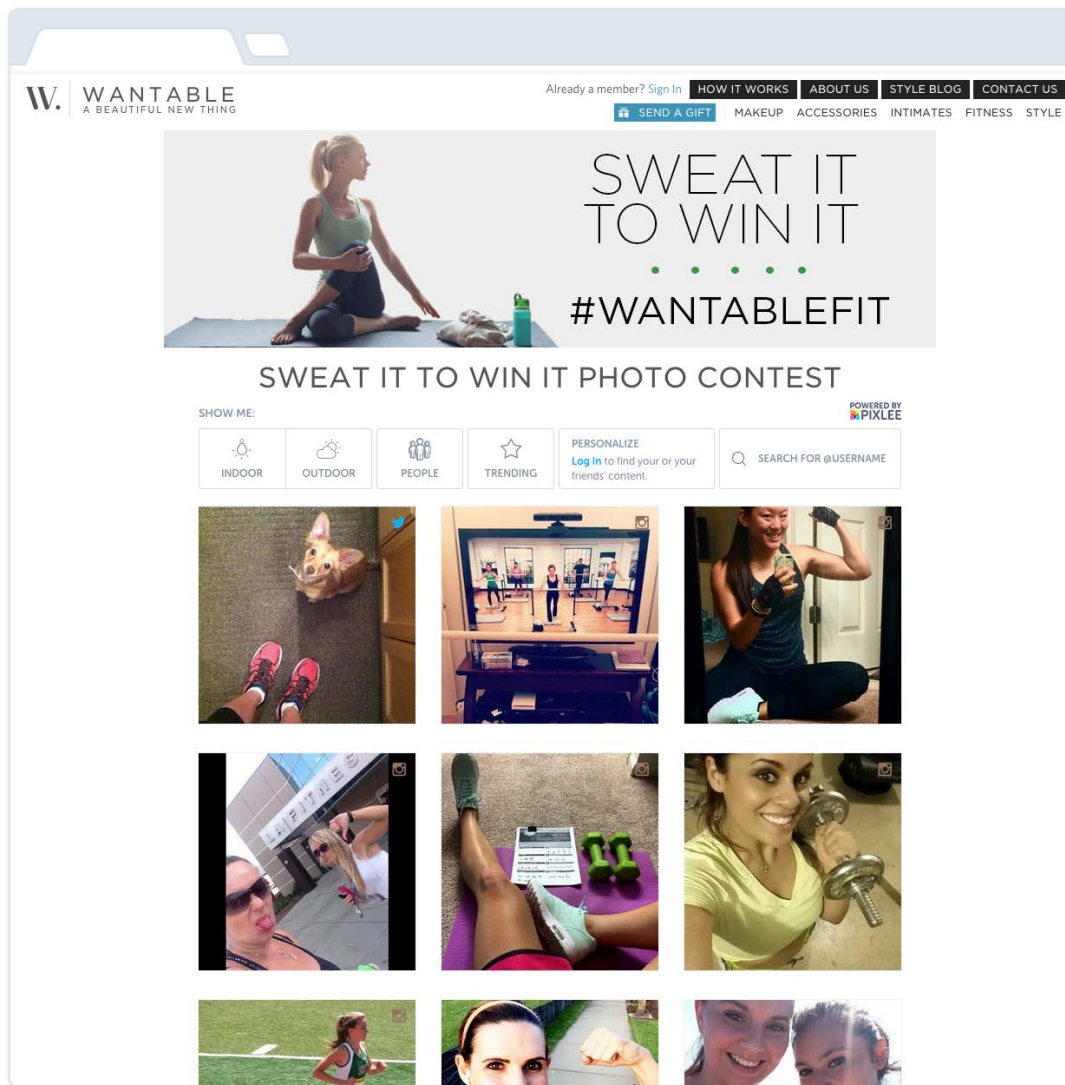 W. WANTABLE
A BEAUTIFUL NEW THING
Already a member? Sign In HOW IT WORKS ABOUT US STYLE BLOG CONTACT US
SEND A GIFT MAKEUP ACCESSORIES INTIMATES FITNESS STYLE
SWEAT IT
TO WIN IT
#WANTABLEFIT
SWEAT IT TO WIN IT PHOTO CONTEST
SHOW ME:
POWERED BY
PIXLEE
INDOOR
OUTDOOR
PEOPLE
TRENDING
PERSONALIZE
Log In to find your or your
friends' content.
SEARCH FOR @USERNAME
LA FITNES